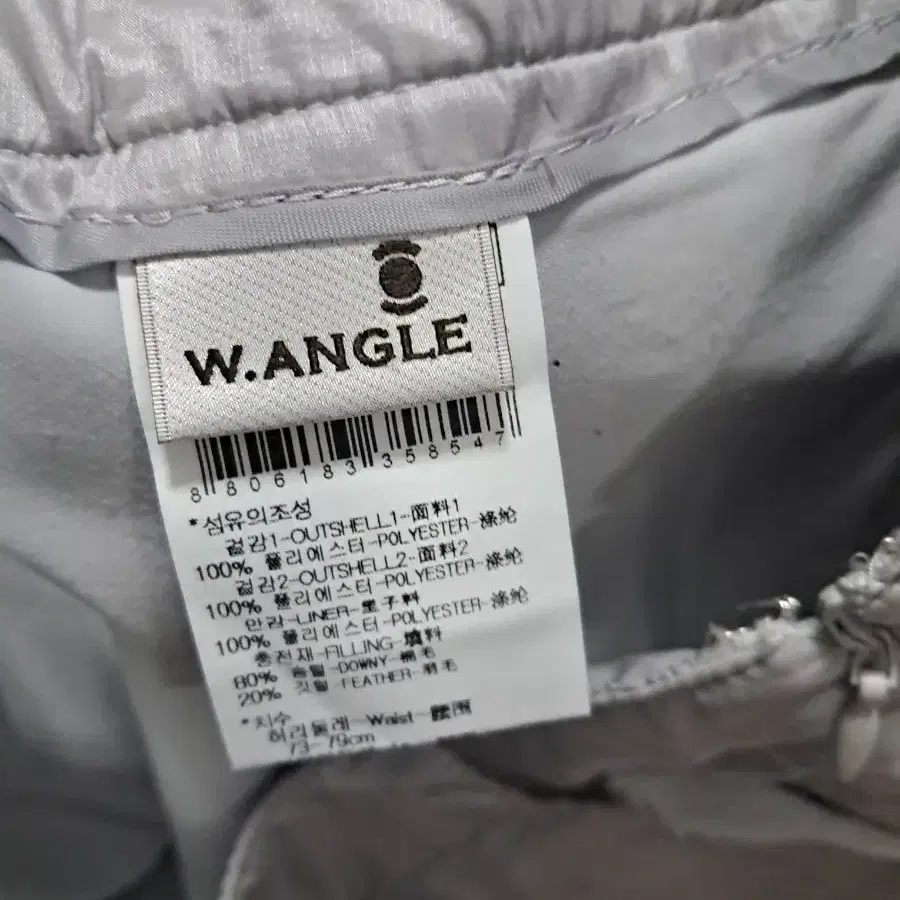 W.ANGLE
8 806183 358547
*섬유의조성
겉감1-OUTSHELL1-面料1
100% 폴리에스터-POLYESTER-涤纶
겉감2-OUTSHELL2-面料2
100% 폴리에스터-POLYESTER-涤纶
안감-LINER-里子料
100% 폴리에스터-POLYESTER-涤纶
충전재-FILLING-填料
80% 솜털-DOWNY-绒毛
20% 깃털-FEATHER-羽毛
*치수
허리둘레-Waist-腰围
73-79cm